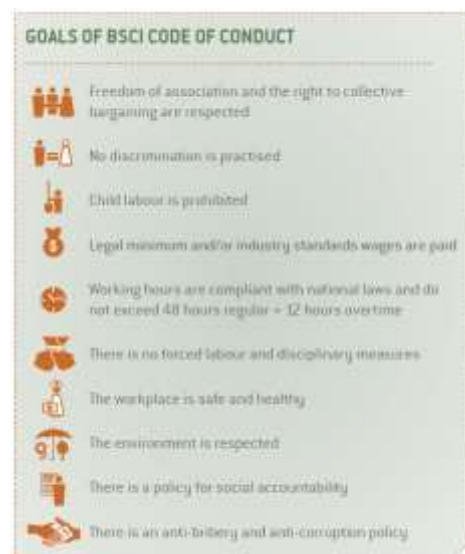 GOALS OF BSCI CODE OF CONDUCT
Freedom of association and the right to collective
bargaining are respected
No discrimination is practised
Child labour is prohibited
Legal minimum and/or industry standards wages are paid
Working hours are compliant with national laws and do
not exceed 48 hours regular + 12 hours overtime
There is no forced labour and disciplinary measures
The workplace is safe and healthy
The environment is respected
There is a policy for social accountability
There is an anti-bribery and anti-corruption policy